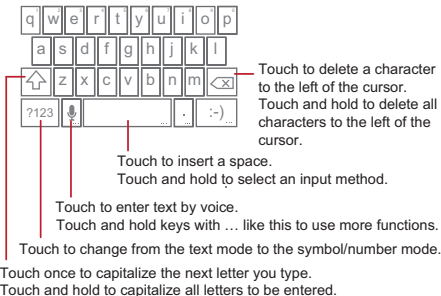 q w e r t y u i o p
a s d f g h j k l
z x c v b n m
?123 ... ... . :-) ...
Touch to delete a character
to the left of the cursor.
Touch and hold to delete all
characters to the left of the
cursor.
Touch to insert a space.
Touch and hold to select an input method.
Touch to enter text by voice.
Touch and hold keys with … like this to use more functions.
Touch to change from the text mode to the symbol/number mode.
Touch once to capitalize the next letter you type.
Touch and hold to capitalize all letters to be entered.